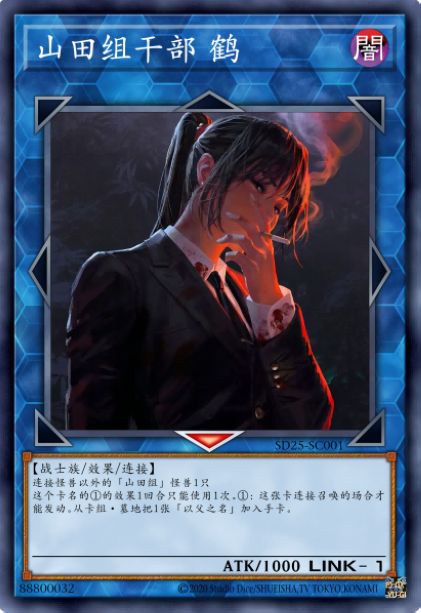 山田组干部 鹤
闇
SD25-SC001
【战士族/效果/连接】
连接怪兽以外的「山田组」怪兽1只
这个卡名的①的效果1回合只能使用1次。①：这张卡连接召唤的场合才
能发动。从卡组·墓地把1张「以父之名」加入手卡。
ATK/1000 LINK-1
88800032 ©2020 Studio Dice/SHUEISHA,TV TOKYO,KONAMI